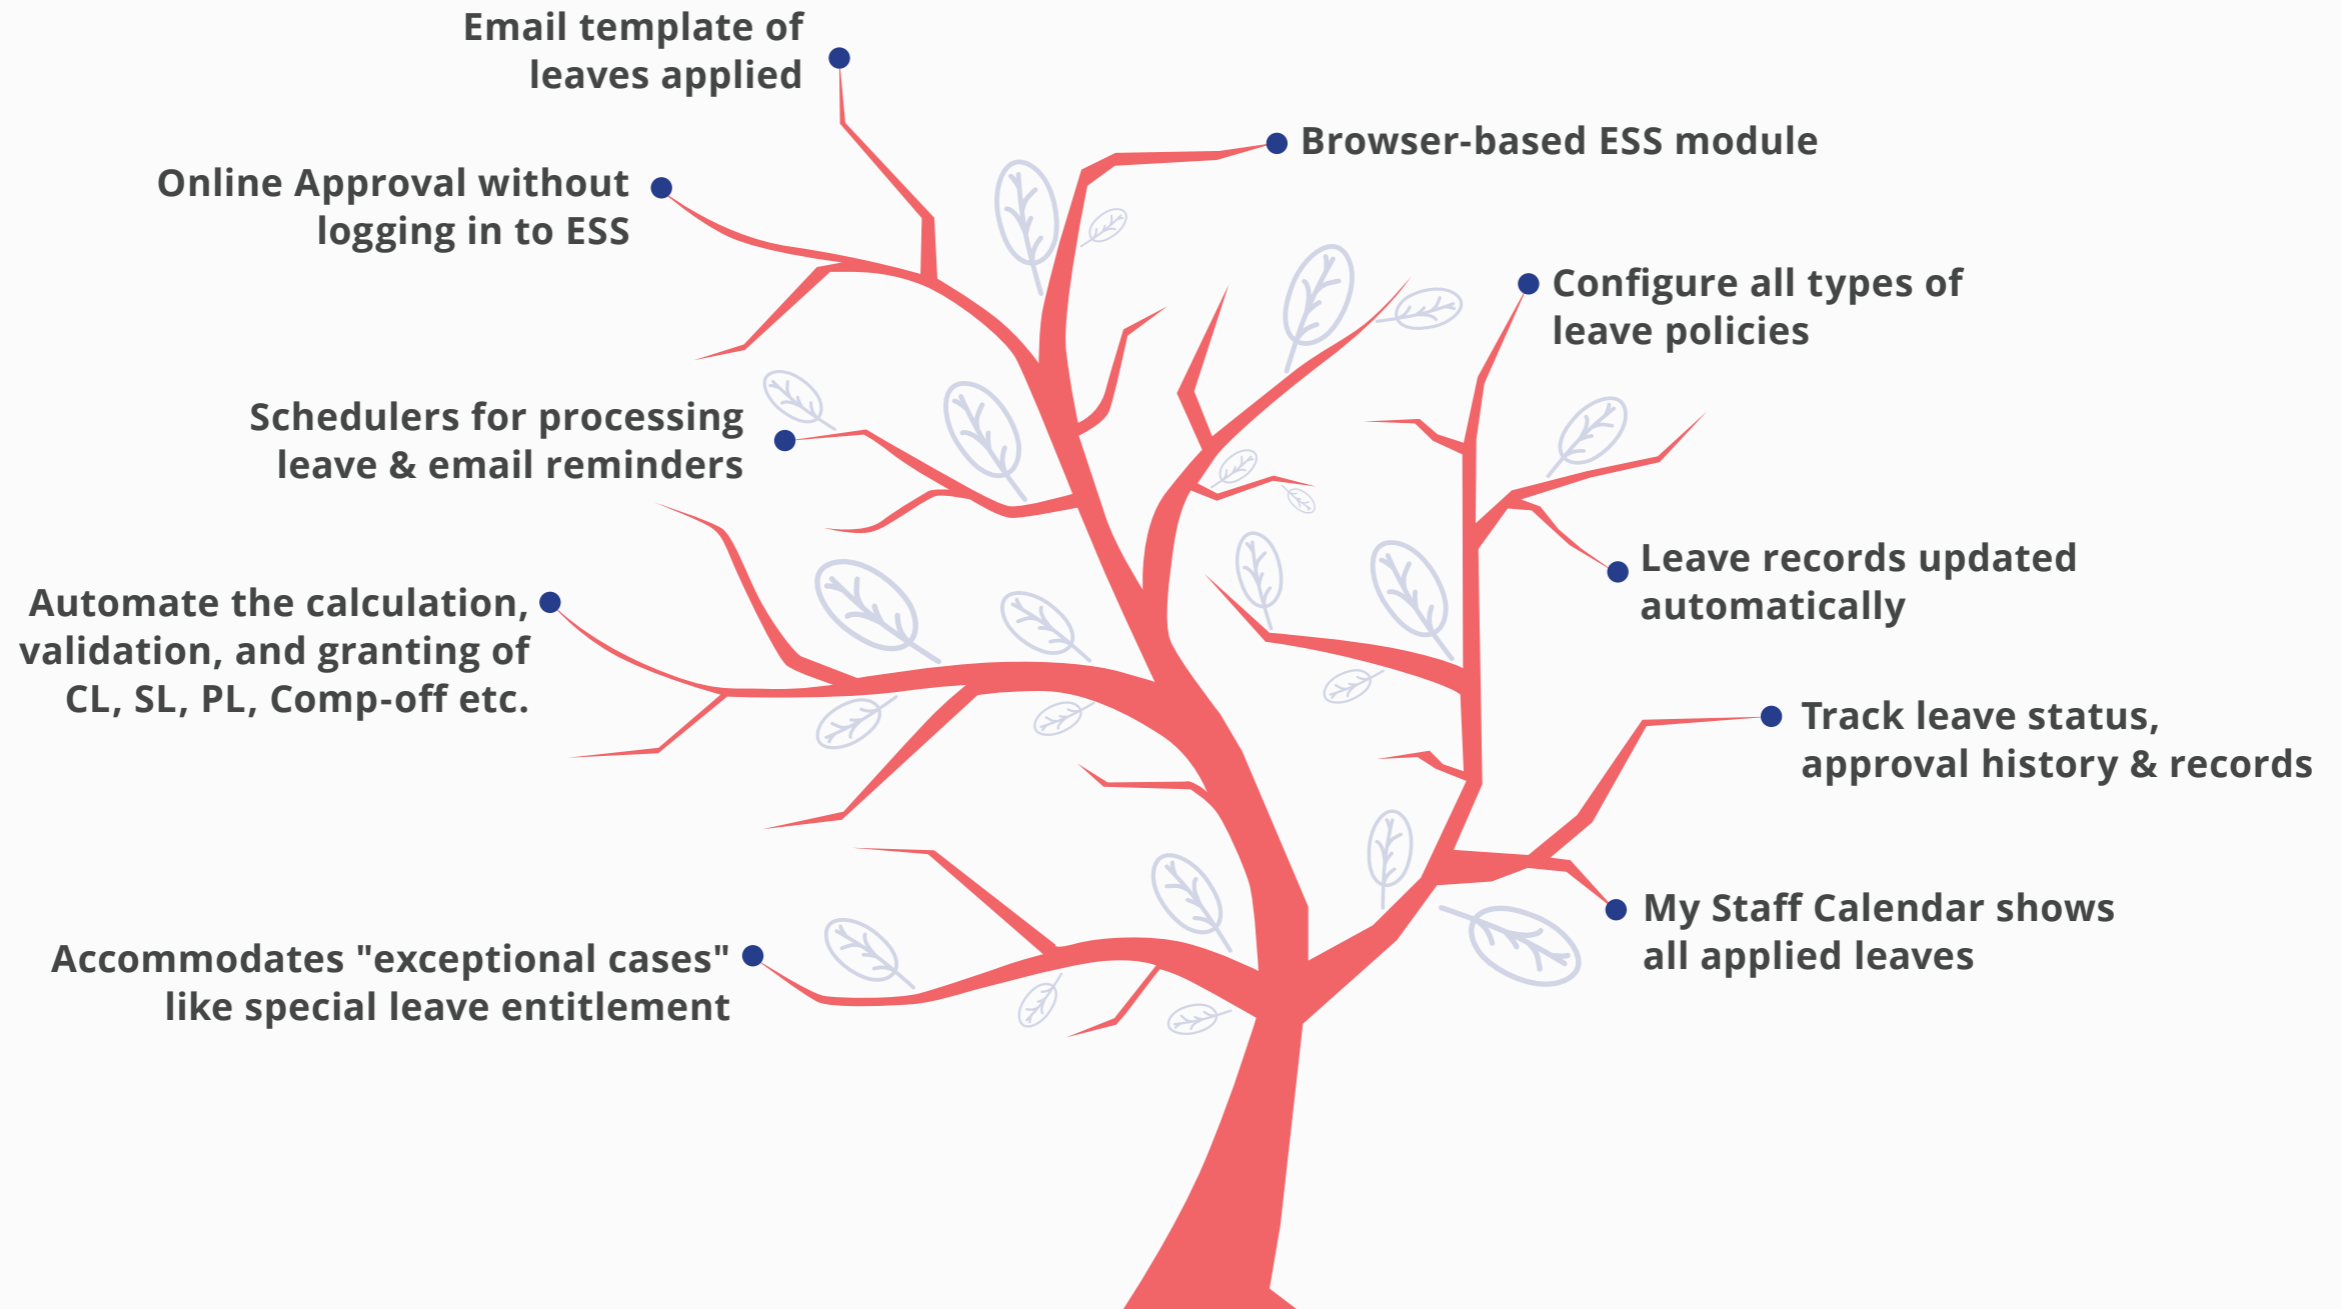 Email template of
leaves applied
Browser-based ESS module
Online Approval without
logging in to ESS
Configure all types of
leave policies
Schedulers for processing
leave & email reminders
Leave records updated
automatically
Automate the calculation,
validation, and granting of
CL, SL, PL, Comp-off etc.
Track leave status,
approval history & records
My Staff Calendar shows
all applied leaves
Accommodates "exceptional cases"
like special leave entitlement